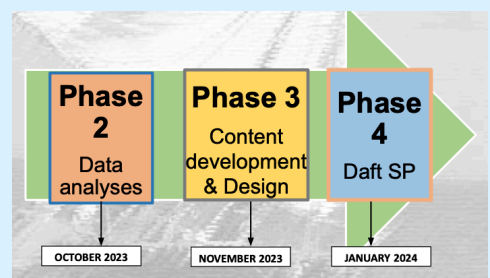 Phase
2
Data
analyses
Phase 3
Content
development
& Design
Phase
4
Daft SP
OCTOBER 2023
NOVEMBER 2023
JANUARY 2024